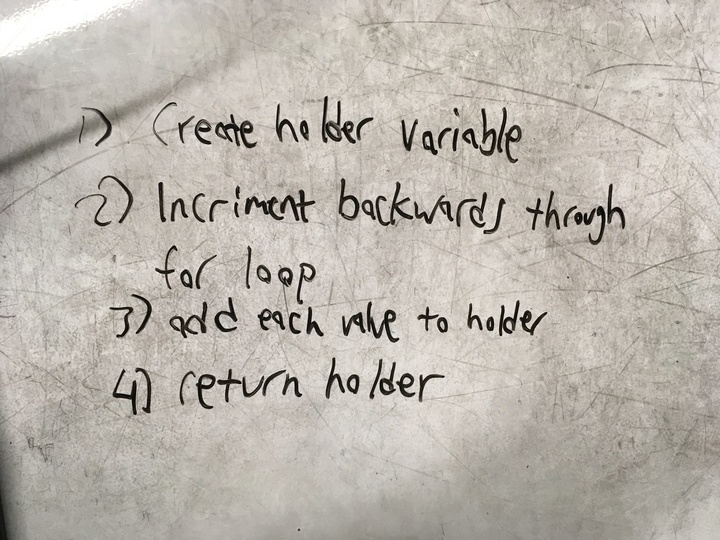 1) Create holder variable
2) Incriment backwards through
for loop
3) add each value to holder
4) return holder